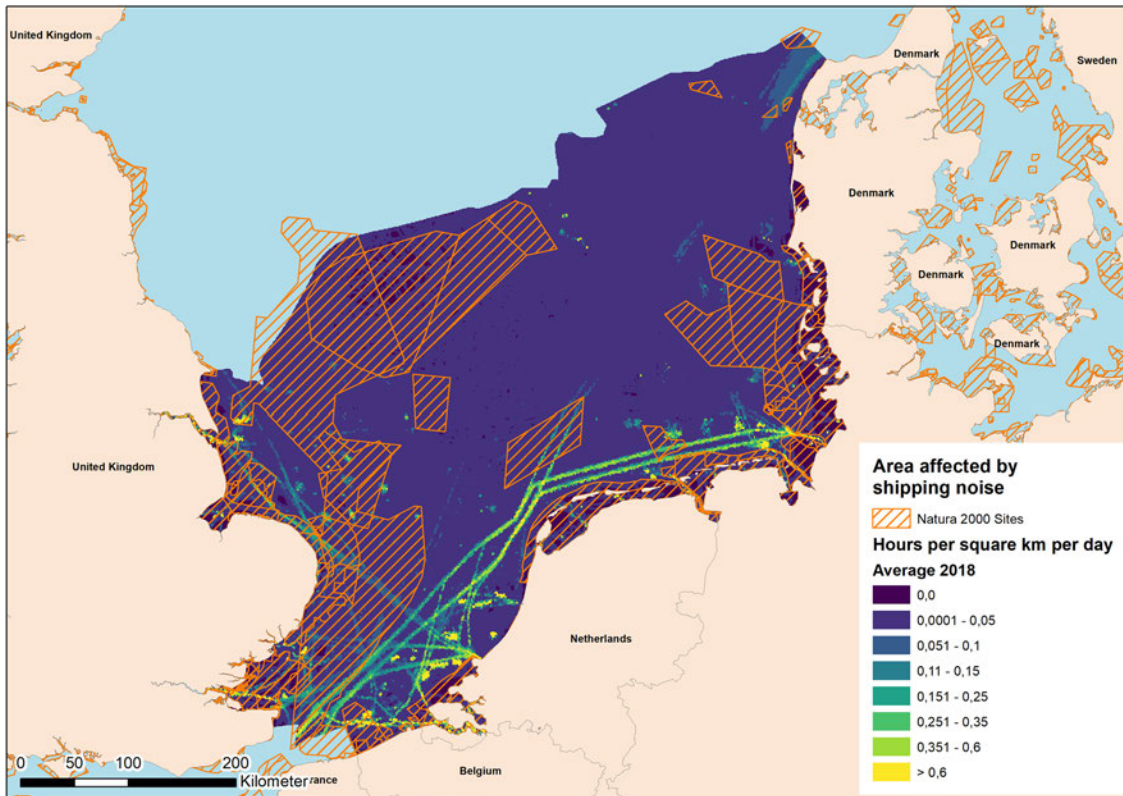 United Kingdom
Denmark
Sweden
Denmark
Denmark
Denmark
Denmark
United Kingdom
Netherlands
Belgium
rance
0 50 100 200
Kilometer
Area affected by
shipping noise
Natura 2000 Sites
Hours per square km per day
Average 2018
0,0
0,0001 - 0,05
0,051 - 0,1
0,11 - 0,15
0,151 - 0,25
0,251 - 0,35
0,351 - 0,6
> 0,6